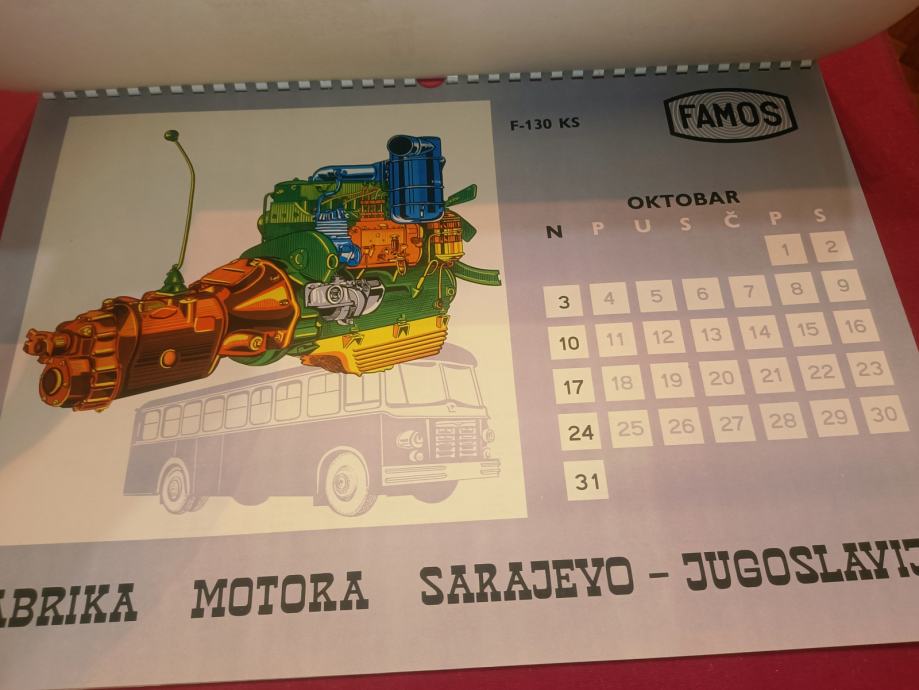 F-130 KS
FAMOS
OKTOBAR
N P U S Č P S
1 2
3 4 5 6 7 8 9
10 11 12 13 14 15 16
17 18 19 20 21 22 23
24 25 26 27 28 29 30
31
ABRIKA MOTORA SARAJEVO – JUGOSLAVIJ